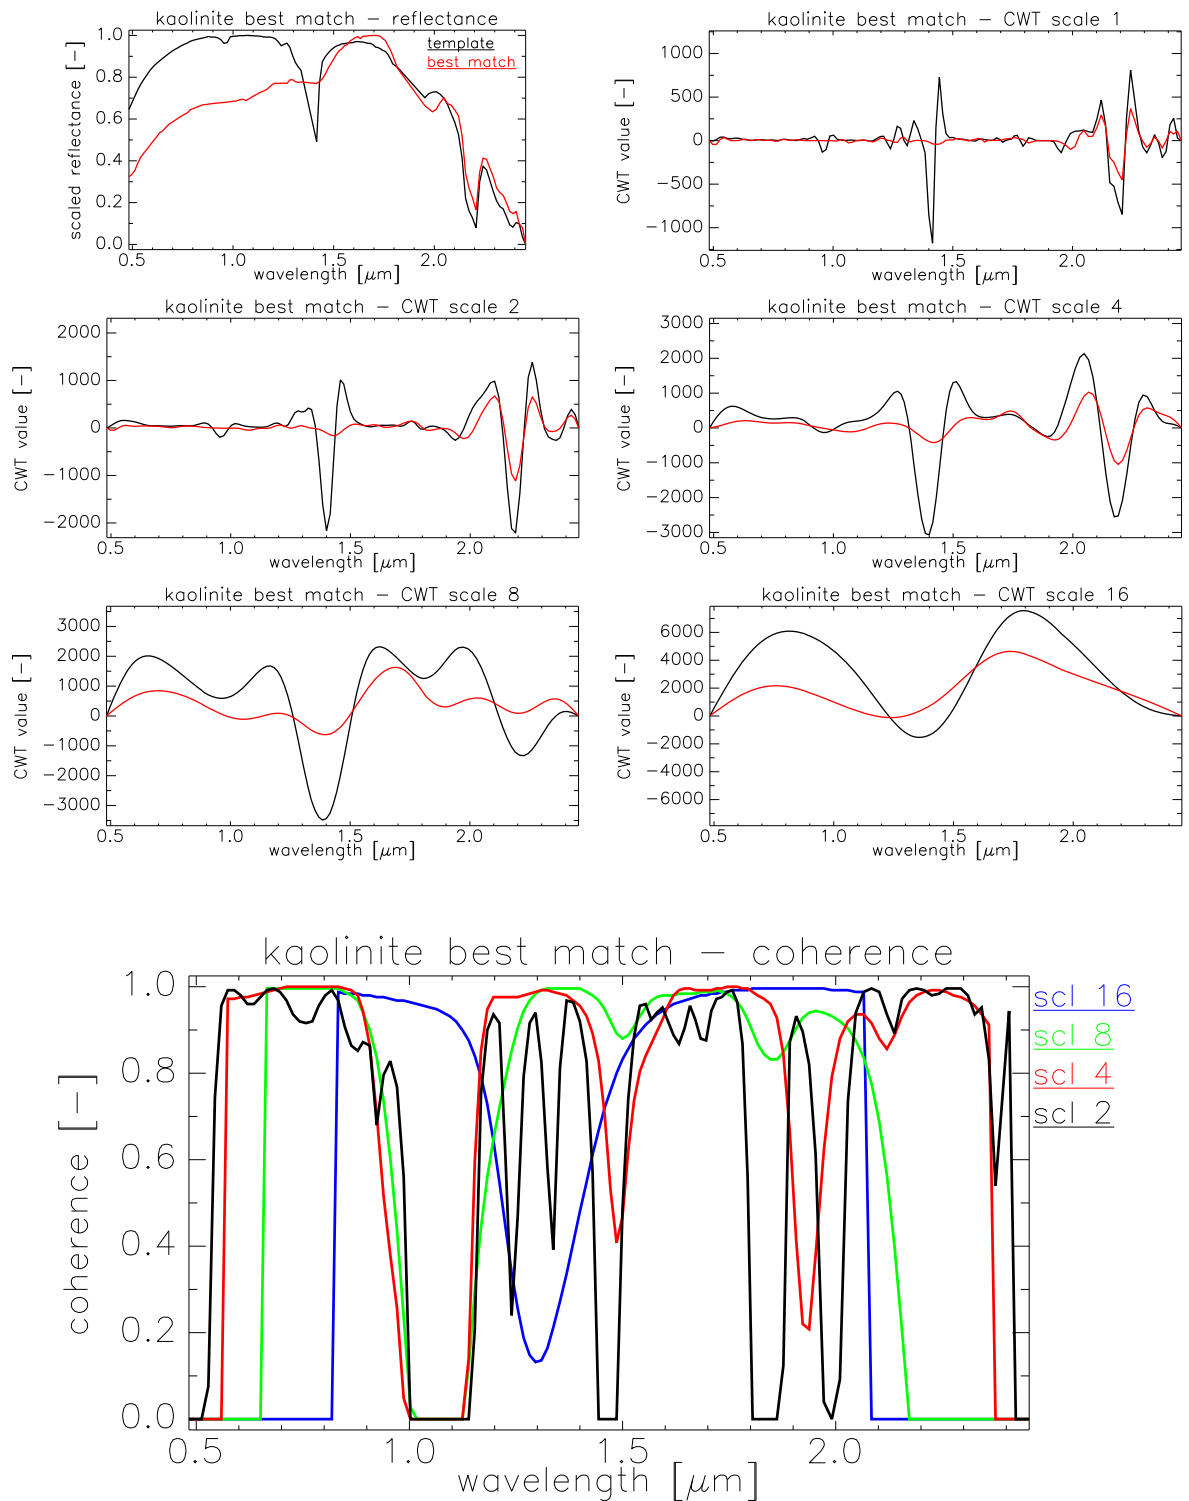 kaolinite best match – reflectance
scaled reflectance [–]
1.0
0.8
0.6
0.4
0.2
0.0
template
best match
0.5 1.0 1.5 2.0
wavelength [μm]
kaolinite best match – CWT scale 1
CWT value [–]
1000
500
0
−500
−1000
0.5 1.0 1.5 2.0
wavelength [μm]
kaolinite best match – CWT scale 2
CWT value [–]
2000
1000
0
−1000
−2000
0.5 1.0 1.5 2.0
wavelength [μm]
kaolinite best match – CWT scale 4
CWT value [–]
3000
2000
1000
0
−1000
−2000
−3000
0.5 1.0 1.5 2.0
wavelength [μm]
kaolinite best match – CWT scale 8
CWT value [–]
3000
2000
1000
0
−1000
−2000
−3000
0.5 1.0 1.5 2.0
wavelength [μm]
kaolinite best match – CWT scale 16
CWT value [–]
6000
4000
2000
0
−2000
−4000
−6000
0.5 1.0 1.5 2.0
wavelength [μm]
kaolinite best match – coherence
coherence [–]
1.0
0.8
0.6
0.4
0.2
0.0
scl 16
scl 8
scl 4
scl 2
0.5 1.0 1.5 2.0
wavelength [μm]